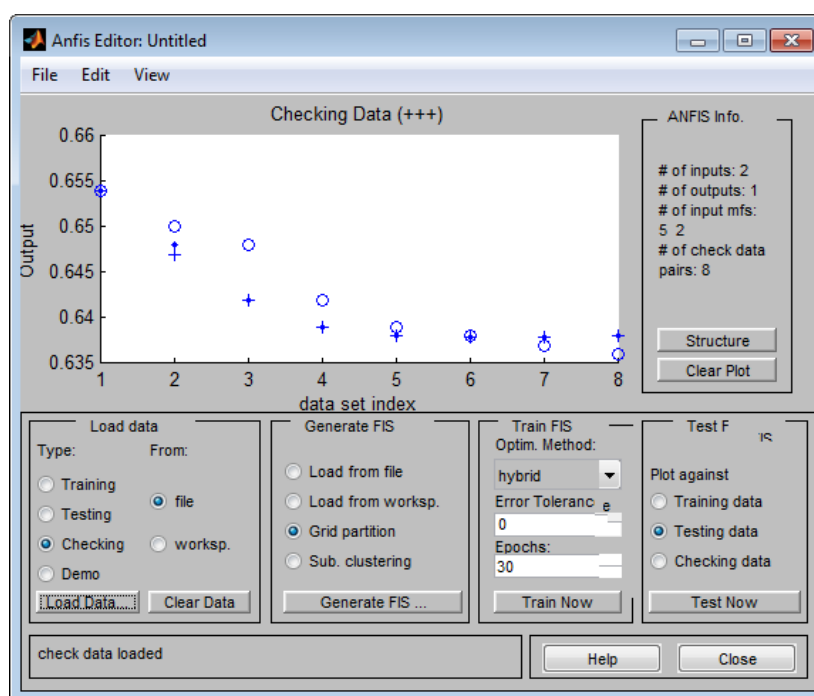 Anfis Editor: Untitled
File Edit View
Checking Data (+++)
0.66
0.655
0.65
0.645
0.64
0.635
Output
1 2 3 4 5 6 7 8
data set index
ANFIS Info.
# of inputs: 2
# of outputs: 1
# of input mfs:
5 2
# of check data
pairs: 8
Structure
Clear Plot
Load data
Type: From:
Training
Testing
Checking
Demo
file
worksp.
Load Data...
Clear Data
Generate FIS
Load from file
Load from worksp.
Grid partition
Sub. clustering
Generate FIS ...
Train FIS
Optim. Method:
hybrid
Error Tolerance
0
Epochs:
30
Train Now
Test F IS
Plot against
Training data
Testing data
Checking data
Test Now
check data loaded
Help
Close